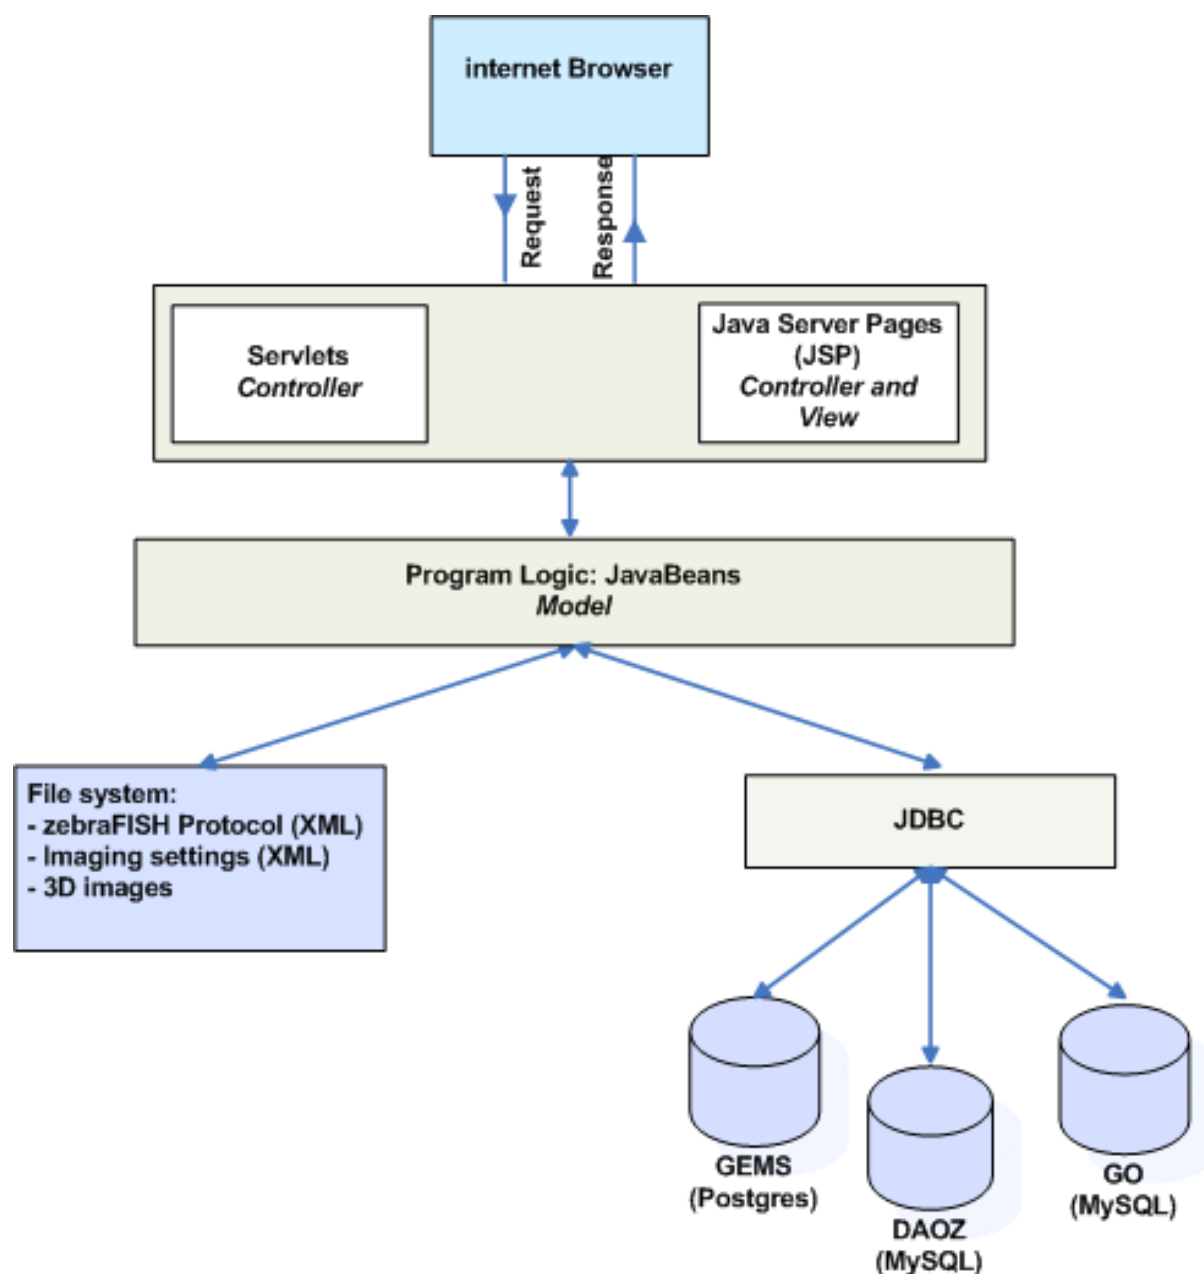 internet Browser
Request
Response
Servlets
Controller
Java Server Pages
(JSP)
Controller and
View
Program Logic: JavaBeans
Model
File system:
- zebraFISH Protocol (XML)
- Imaging settings (XML)
- 3D images
JDBC
GEMS
(Postgres)
DAOZ
(MySQL)
GO
(MySQL)